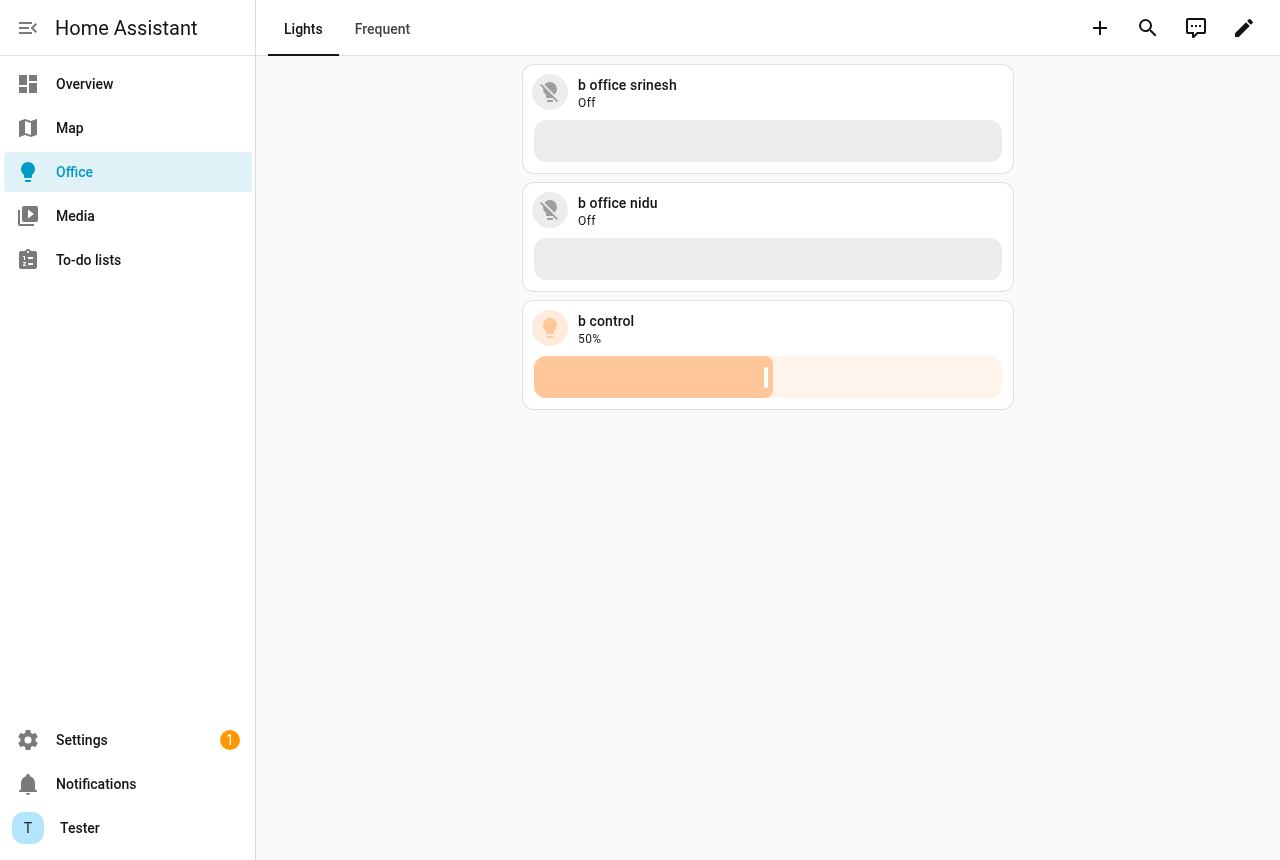 Home Assistant
Lights
Frequent
Overview
Map
Office
Media
To-do lists
b office srinesh
Off
b office nidu
Off
b control
50%
Settings
1
Notifications
T
Tester